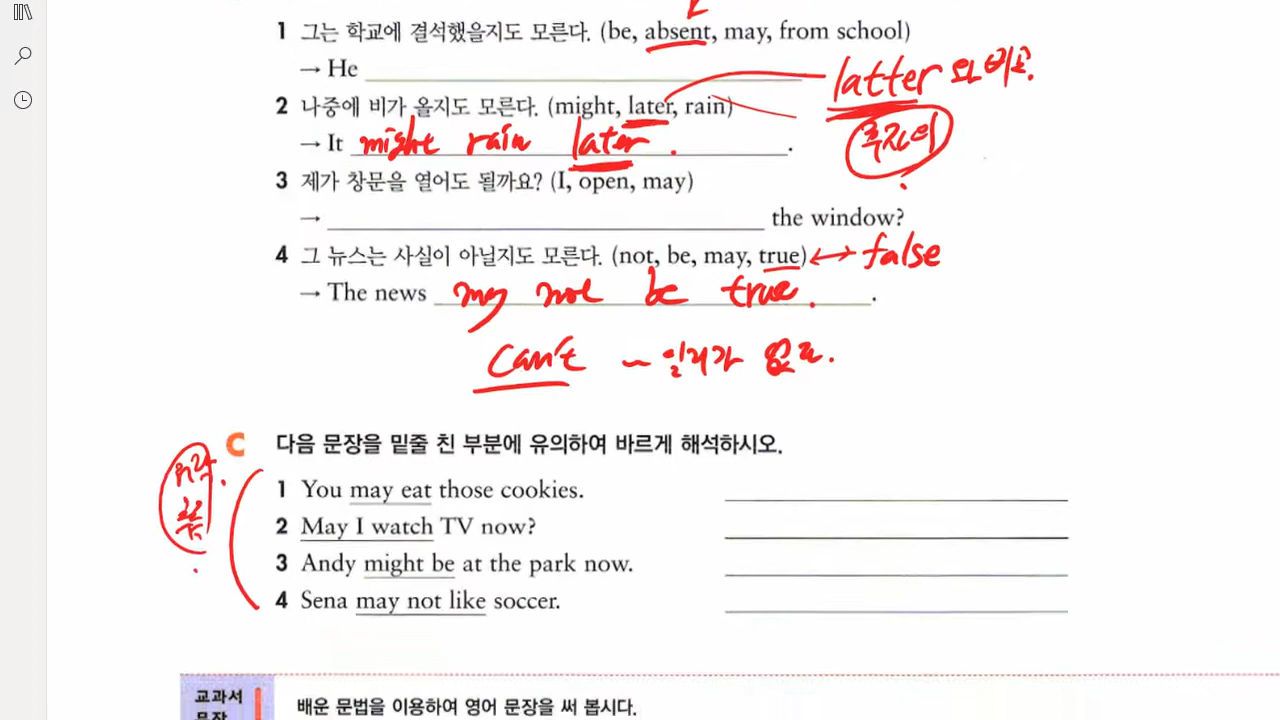 1 그는 학교에 결석했을지도 모른다. (be, absent, may, from school)
→ He
latter 와 비교.
2 나중에 비가 올지도 모른다. (might, later, rain)
→ It might rain later.
후자의
3 제가 창문을 열어도 될까요? (I, open, may)
→ the window?
4 그 뉴스는 사실이 아닐지도 모른다. (not, be, may, true) ↔ false
→ The news may not be true.
can't ~ 일리가 없다.
C 다음 문장을 밑줄 친 부분에 유의하여 바르게 해석하시오.
1 You may eat those cookies.
2 May I watch TV now?
3 Andy might be at the park now.
4 Sena may not like soccer.
교과서
문장
배운 문법을 이용하여 영어 문장을 써 봅시다.